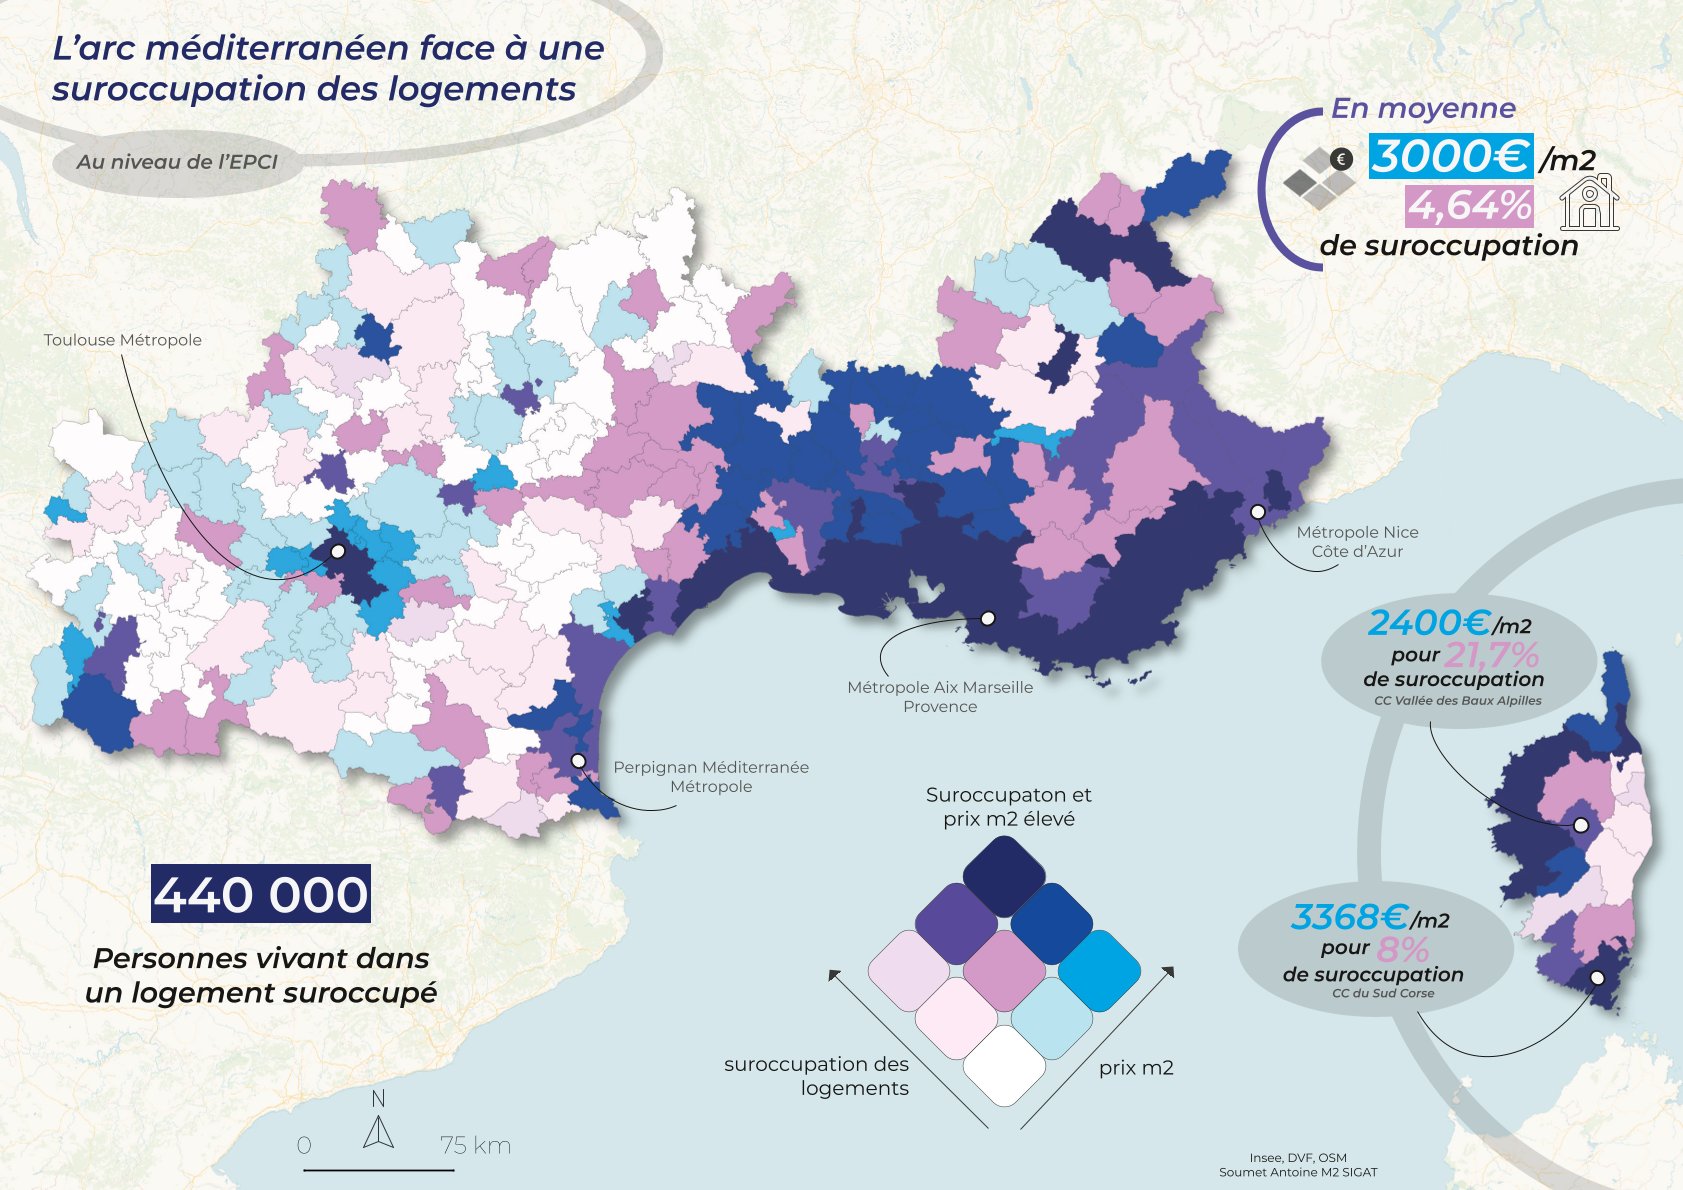 L'arc méditerranéen face à une
suroccupation des logements
Au niveau de l'EPCI
En moyenne
€
3000€ /m2
4,64%
de suroccupation
Toulouse Métropole
Métropole Nice
Côte d'Azur
Métropole Aix Marseille
Provence
Perpignan Méditerranée
Métropole
2400€/m2
pour 21,7%
de suroccupation
CC Vallée des Baux Alpilles
3368€/m2
pour 8%
de suroccupation
CC du Sud Corse
440 000
Personnes vivant dans
un logement suroccupé
Suroccupaton et
prix m2 élevé
suroccupation des
logements
prix m2
N
0 75 km
Insee, DVF, OSM
Soumet Antoine M2 SIGAT